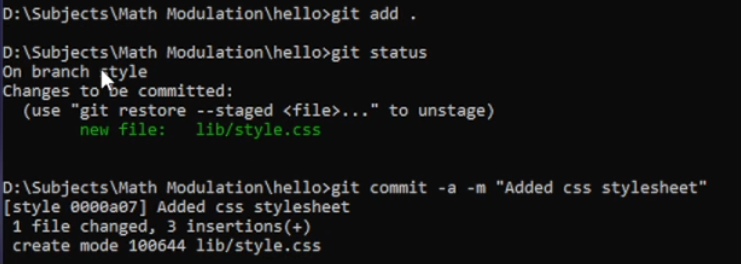 D:\Subjects\Math Modulation\hello>git add .
D:\Subjects\Math Modulation\hello>git status
On branch style
Changes to be committed:
  (use "git restore --staged <file>..." to unstage)
        new file:   lib/style.css
D:\Subjects\Math Modulation\hello>git commit -a -m "Added css stylesheet"
[style 0000a07] Added css stylesheet
 1 file changed, 3 insertions(+)
 create mode 100644 lib/style.css